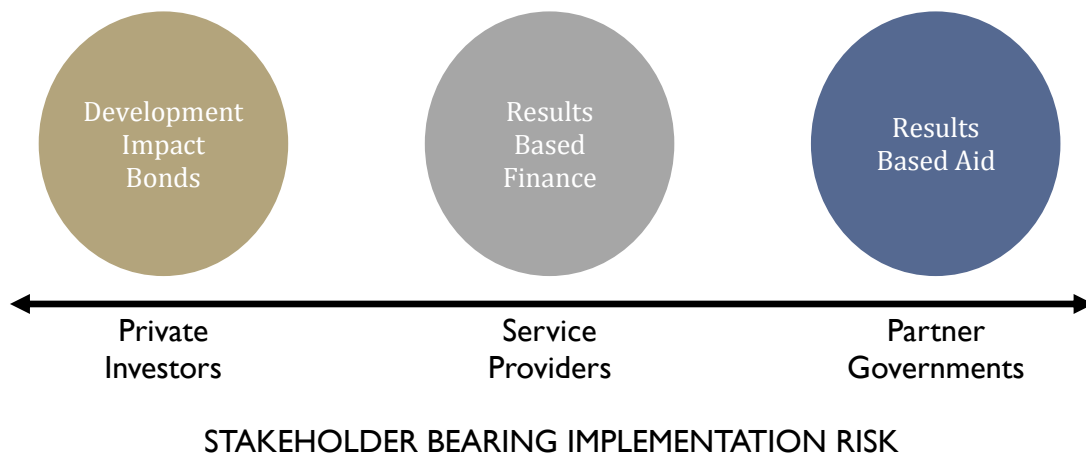 Development
Impact
Bonds
Results
Based
Finance
Results
Based Aid
Private
Investors
Service
Providers
Partner
Governments
STAKEHOLDER BEARING IMPLEMENTATION RISK